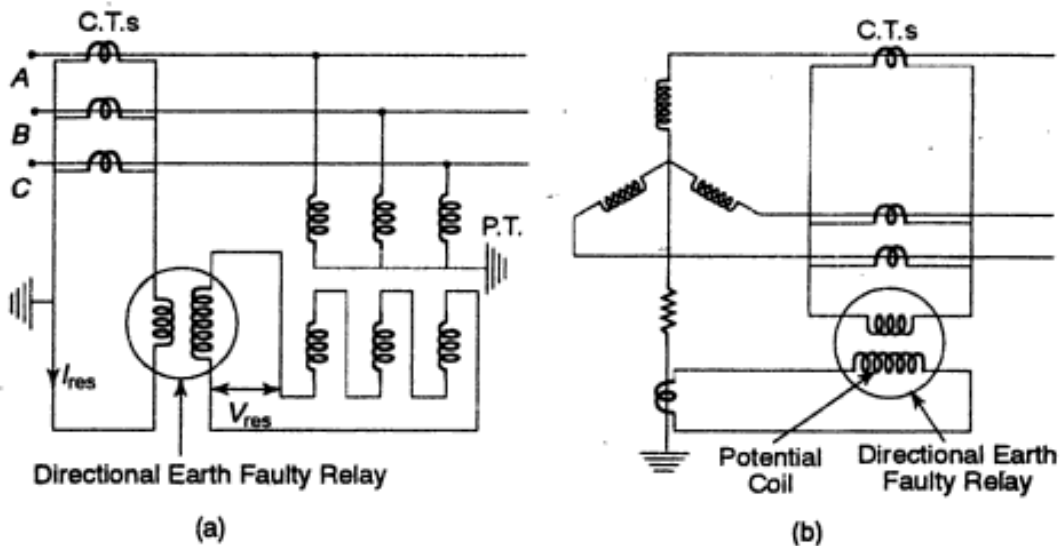 C.T.s
A
B
C
P.T.
I_res
V_res
Directional Earth Faulty Relay
(a)
C.T.s
Potential
Coil
Directional Earth
Faulty Relay
(b)